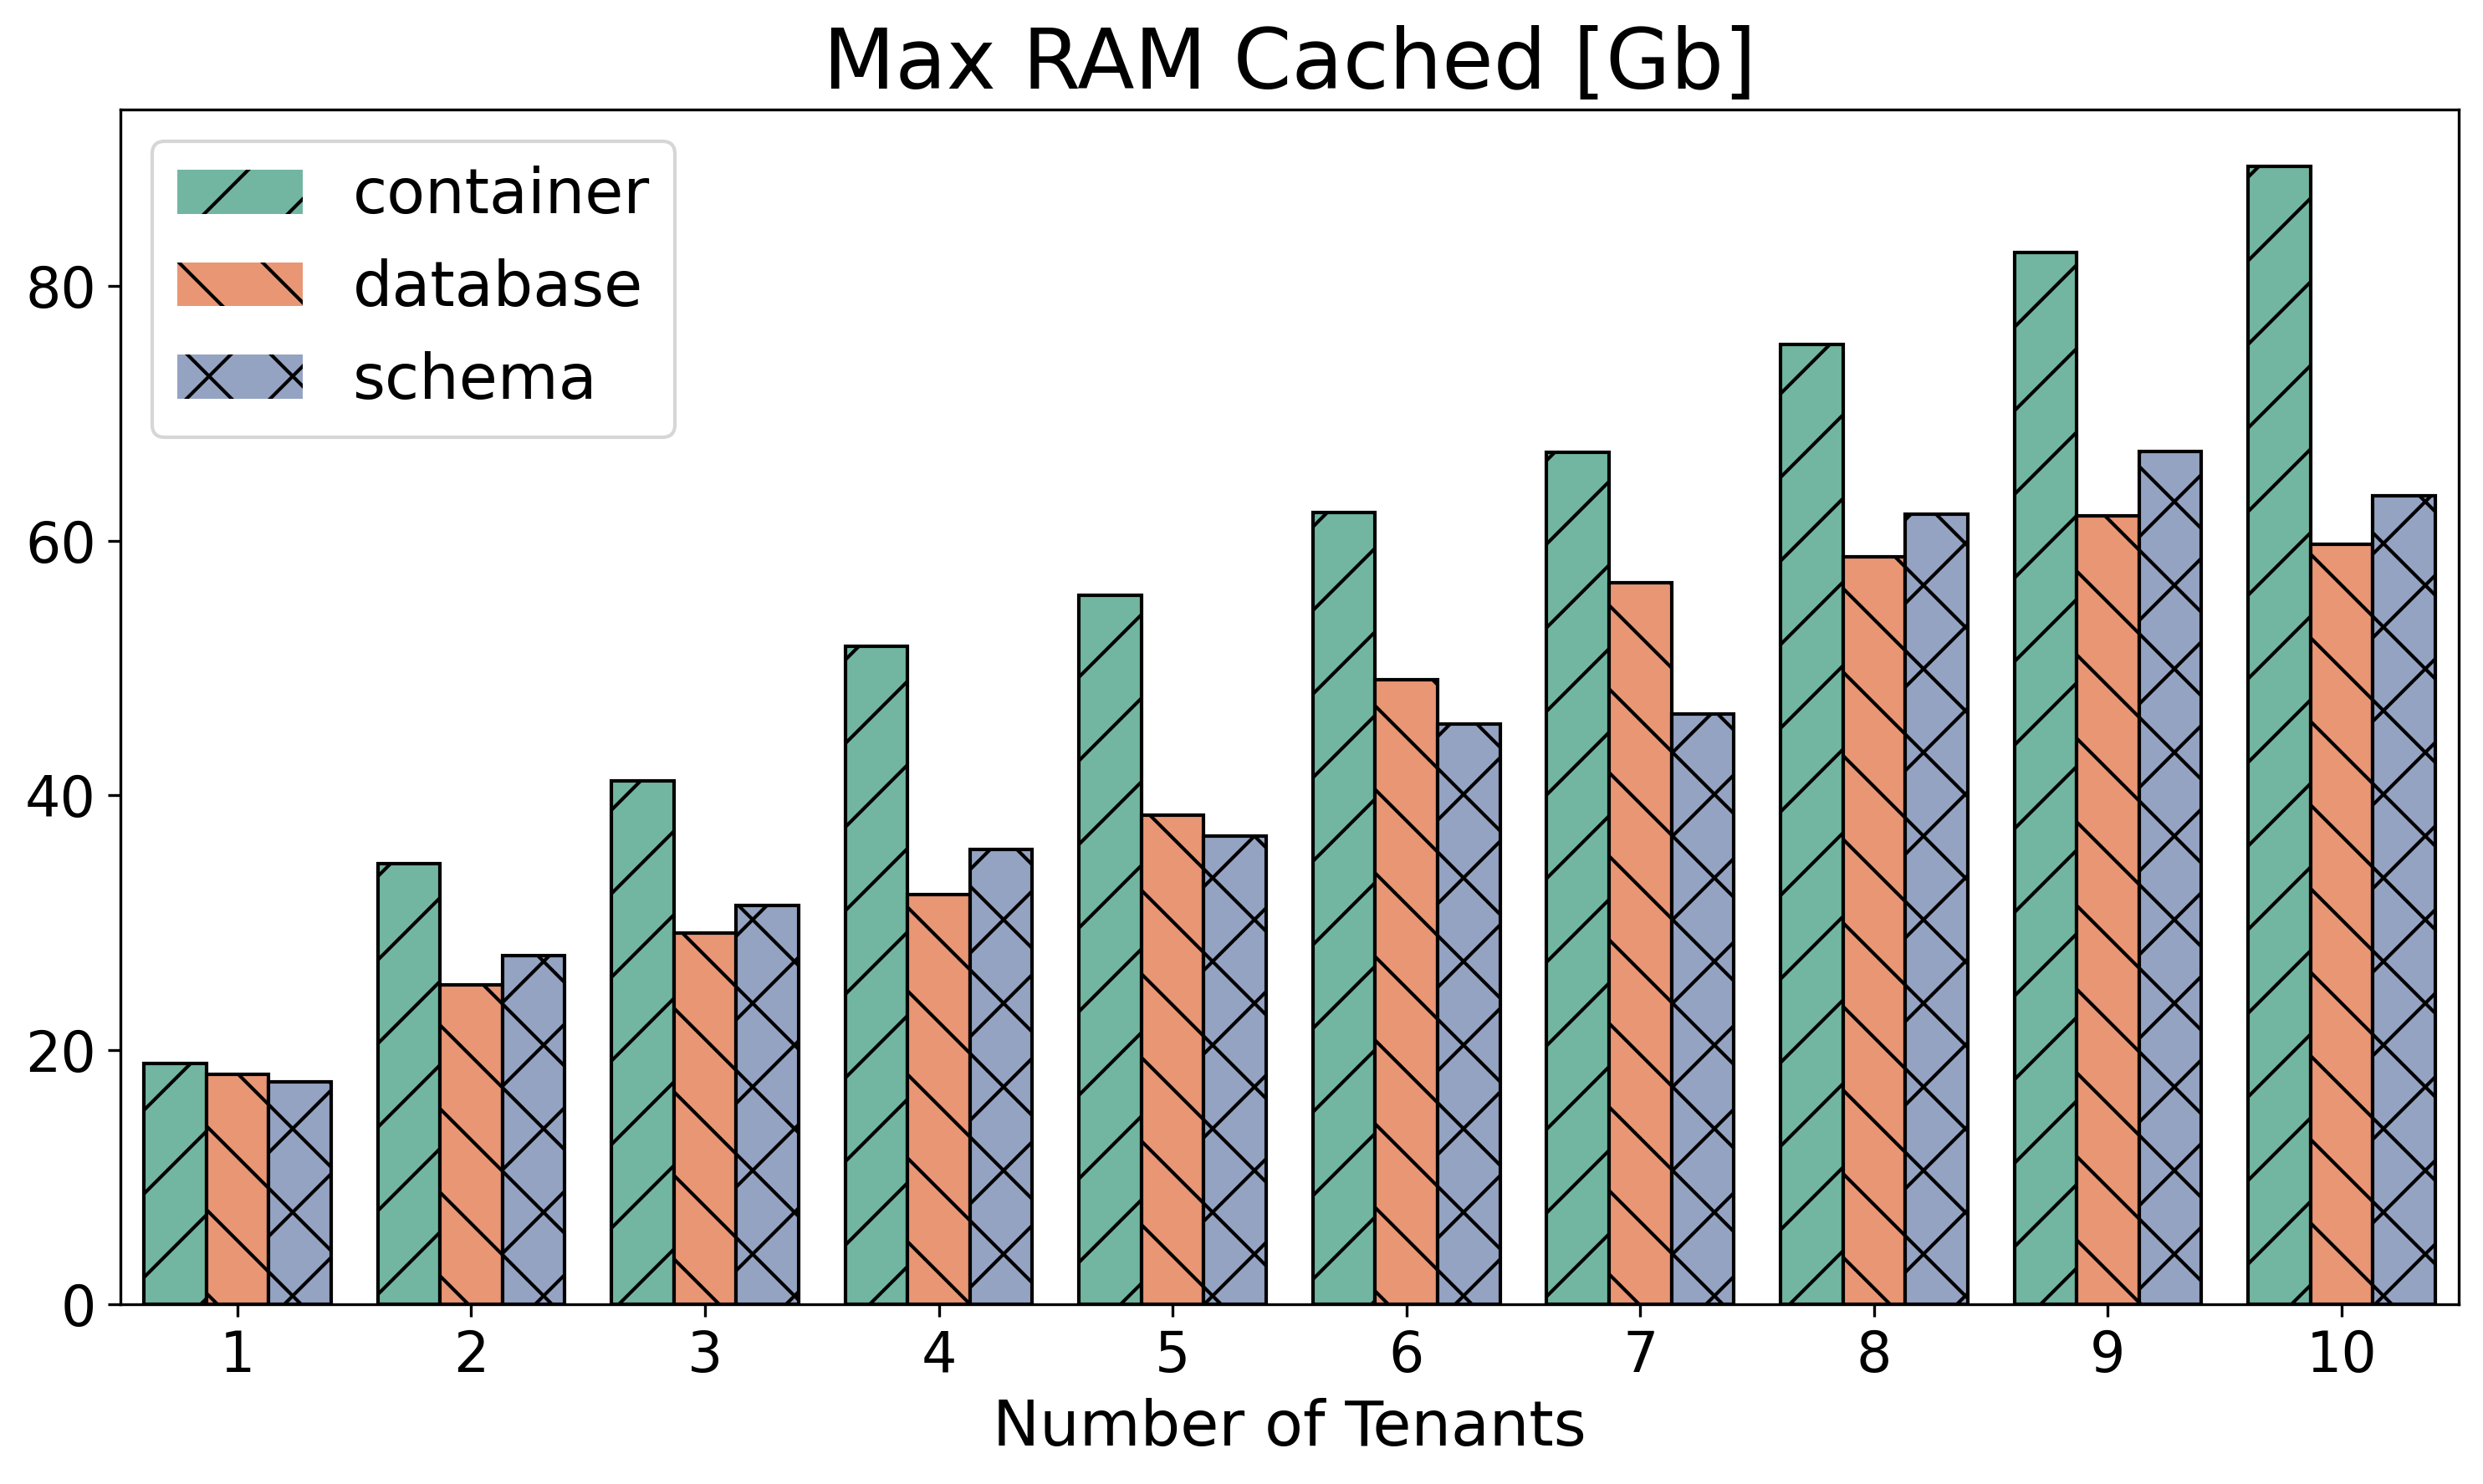 Max RAM Cached [Gb]
container
database
schema
80
60
40
20
0
1 2 3 4 5 6 7 8 9 10
Number of Tenants